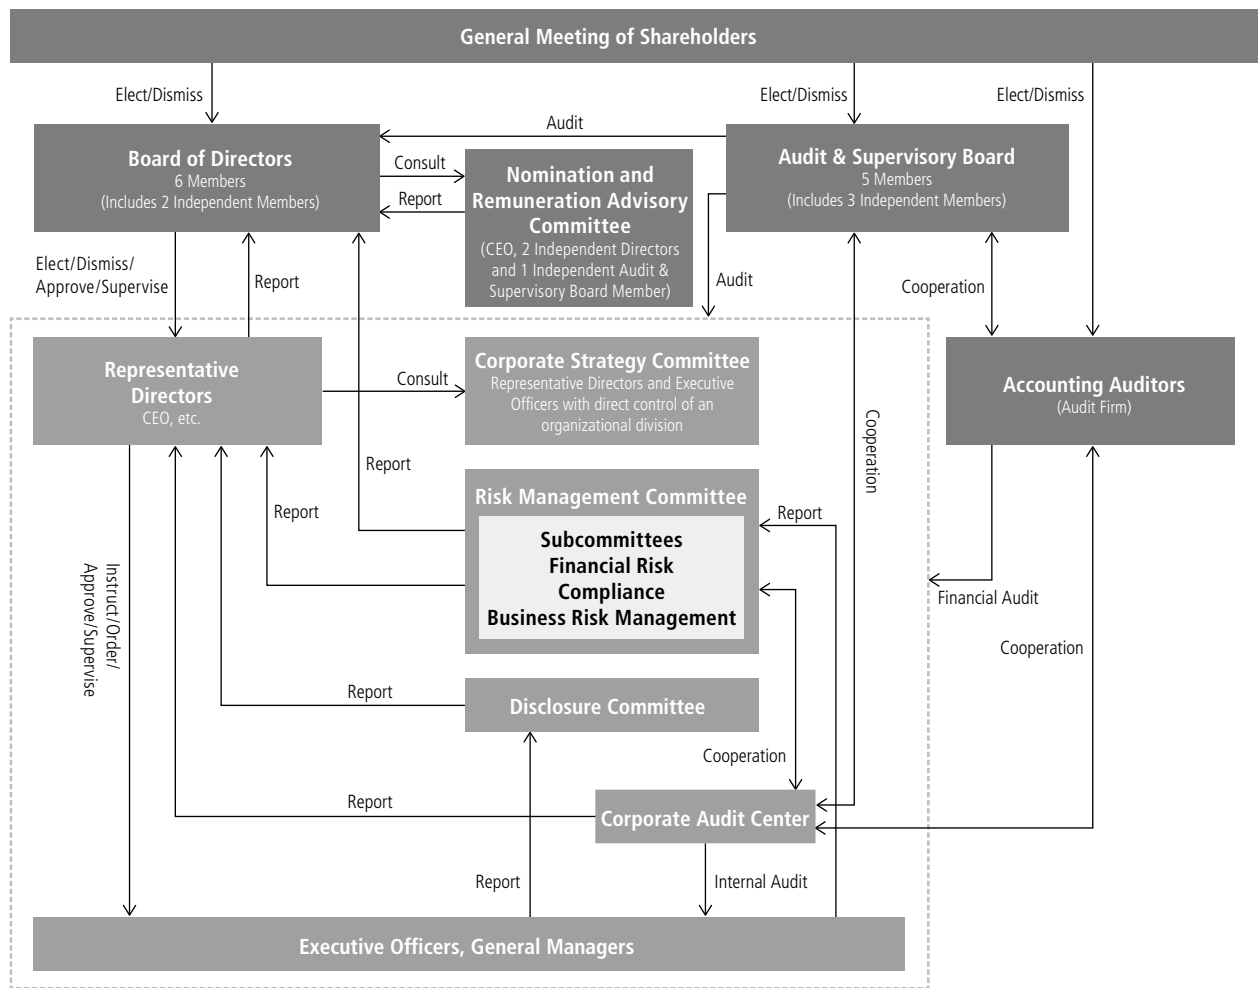 General Meeting of Shareholders
Elect/Dismiss
Elect/Dismiss
Elect/Dismiss
Audit
Board of Directors
6 Members
(Includes 2 Independent Members)
Consult
Report
Nomination and
Remuneration Advisory
Committee
(CEO, 2 Independent Directors
and 1 Independent Audit &
Supervisory Board Member)
Audit & Supervisory Board
5 Members
(Includes 3 Independent Members)
Elect/Dismiss/
Approve/Supervise
Report
Audit
Cooperation
Representative
Directors
CEO, etc.
Consult
Corporate Strategy Committee
Representative Directors and Executive
Officers with direct control of an
organizational division
Accounting Auditors
(Audit Firm)
Cooperation
Report
Report
Risk Management Committee
Subcommittees
Financial Risk
Compliance
Business Risk Management
Report
Financial Audit
Instruct/Order/
Approve/Supervise
Cooperation
Report
Disclosure Committee
Cooperation
Report
Corporate Audit Center
Report
Internal Audit
Executive Officers, General Managers